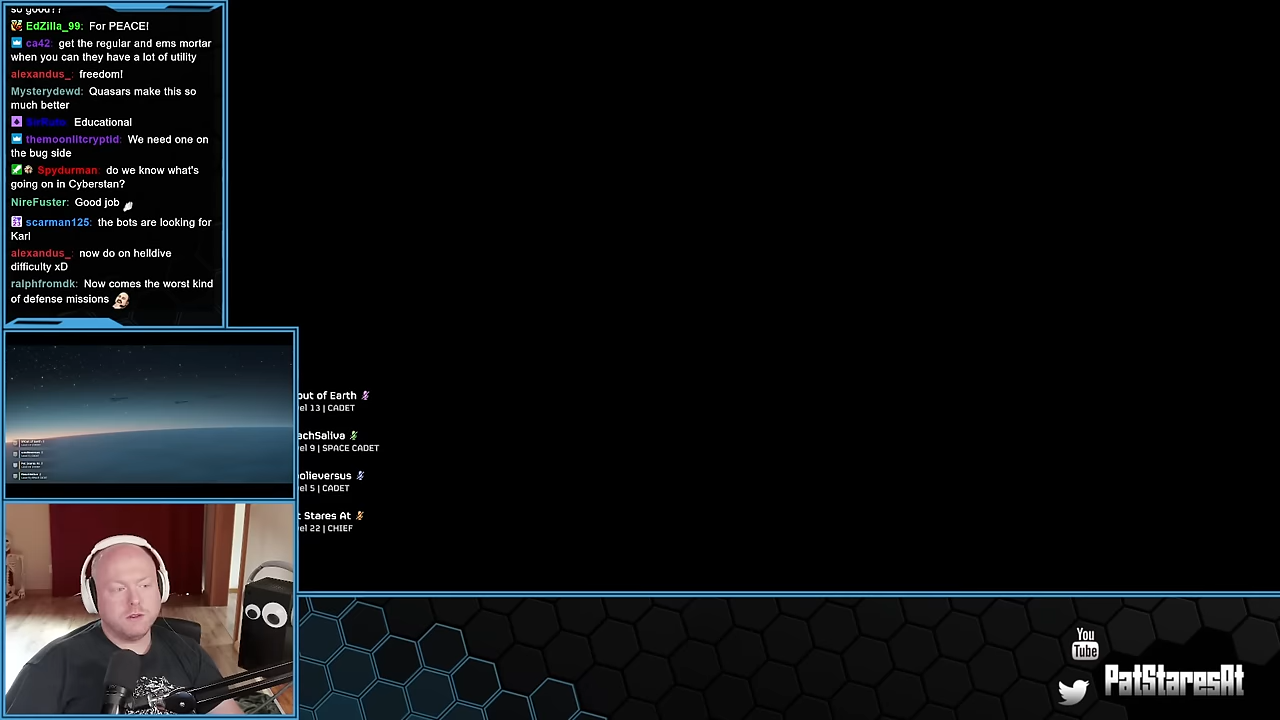 so good??
EdZilla_99: For PEACE!
ca42: get the regular and ems mortar
when you can they have a lot of utility
alexandus_: freedom!
Mysterydewd: Quasars make this so
much better
Educational
themoonlitcryptid: We need one on
the bug side
Spydurman: do we know what's
going on in Cyberstan?
NireFuster: Good job
scarman125: the bots are looking for
Karl
alexandus_: now do on helldive
difficulty xD
ralphfromdk: Now comes the worst kind
of defense missions
out of Earth
el 13 | CADET
achSaliva
el 9 | SPACE CADET
olieversus
el 5 | CADET
t Stares At
el 22 | CHIEF
You
Tube
PatStaresAt